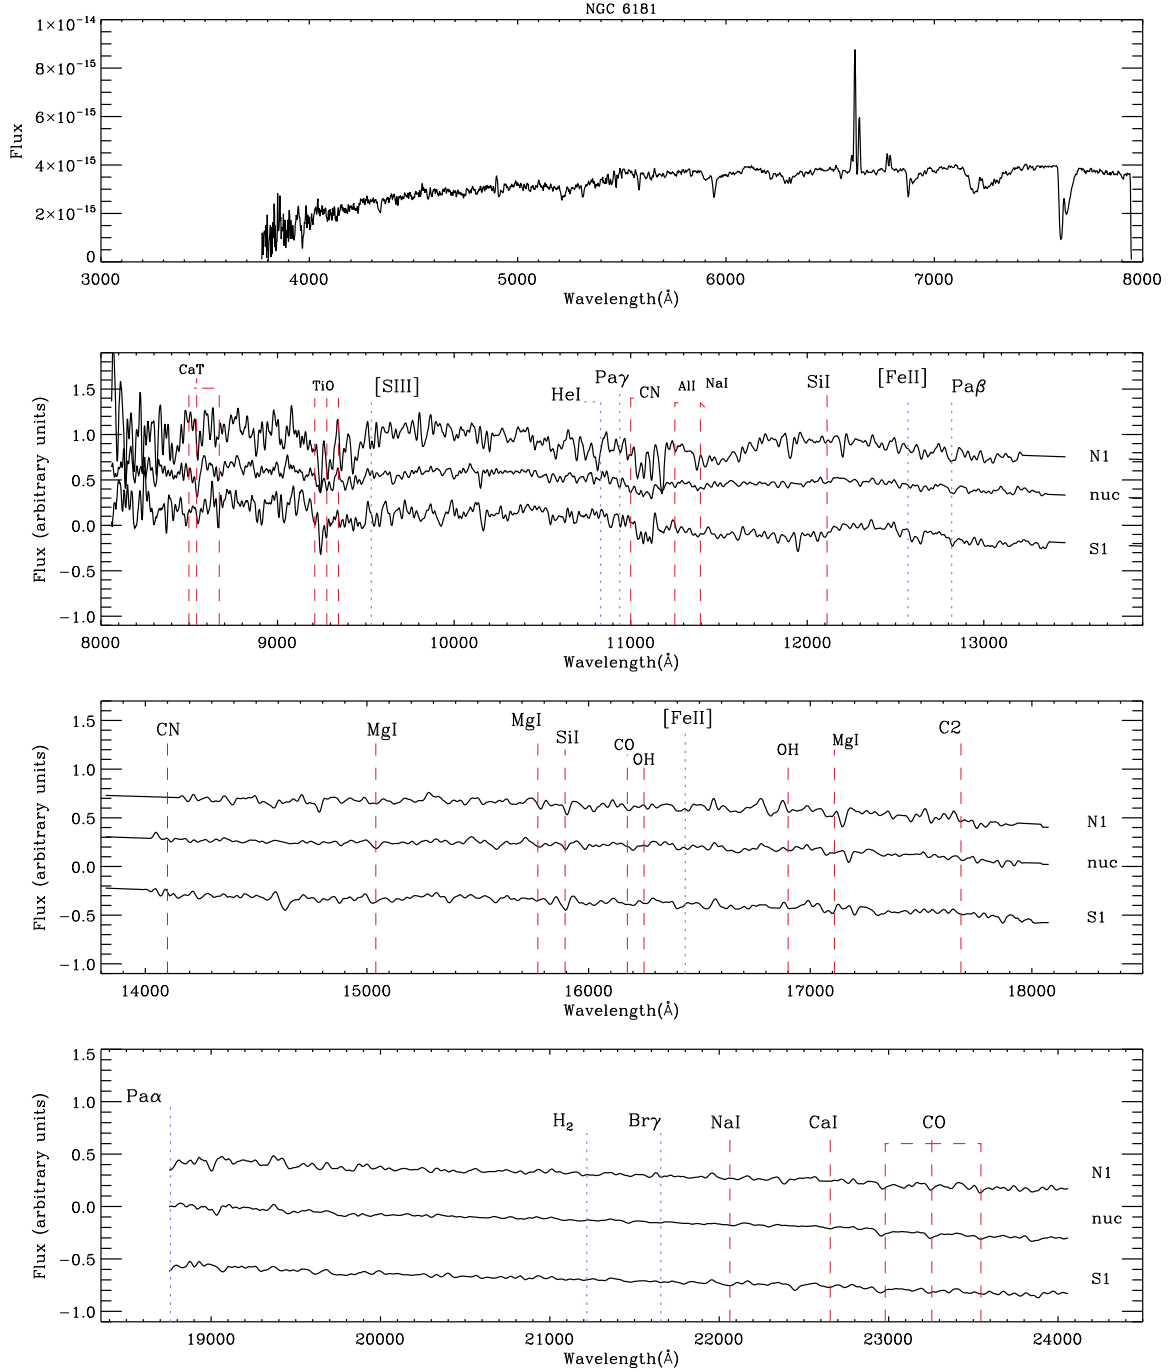 NGC 6181
1×10⁻¹⁴
8×10⁻¹⁵
6×10⁻¹⁵
4×10⁻¹⁵
2×10⁻¹⁵
0
Flux
3000 4000 5000 6000 7000 8000
Wavelength(Å)
CaT TiO [SIII] HeI Paγ CN AlI NaI SiI [FeII] Paβ
1.5
1.0
0.5
0.0
−0.5
−1.0
Flux (arbitrary units)
N1
nuc
S1
8000 9000 10000 11000 12000 13000
Wavelength(Å)
CN MgI MgI SiI CO OH [FeII] OH MgI C2
1.5
1.0
0.5
0.0
−0.5
−1.0
Flux (arbitrary units)
N1
nuc
S1
14000 15000 16000 17000 18000
Wavelength(Å)
Paα H₂ Brγ NaI CaI CO
1.5
1.0
0.5
0.0
−0.5
−1.0
Flux (arbitrary units)
N1
nuc
S1
19000 20000 21000 22000 23000 24000
Wavelength(Å)